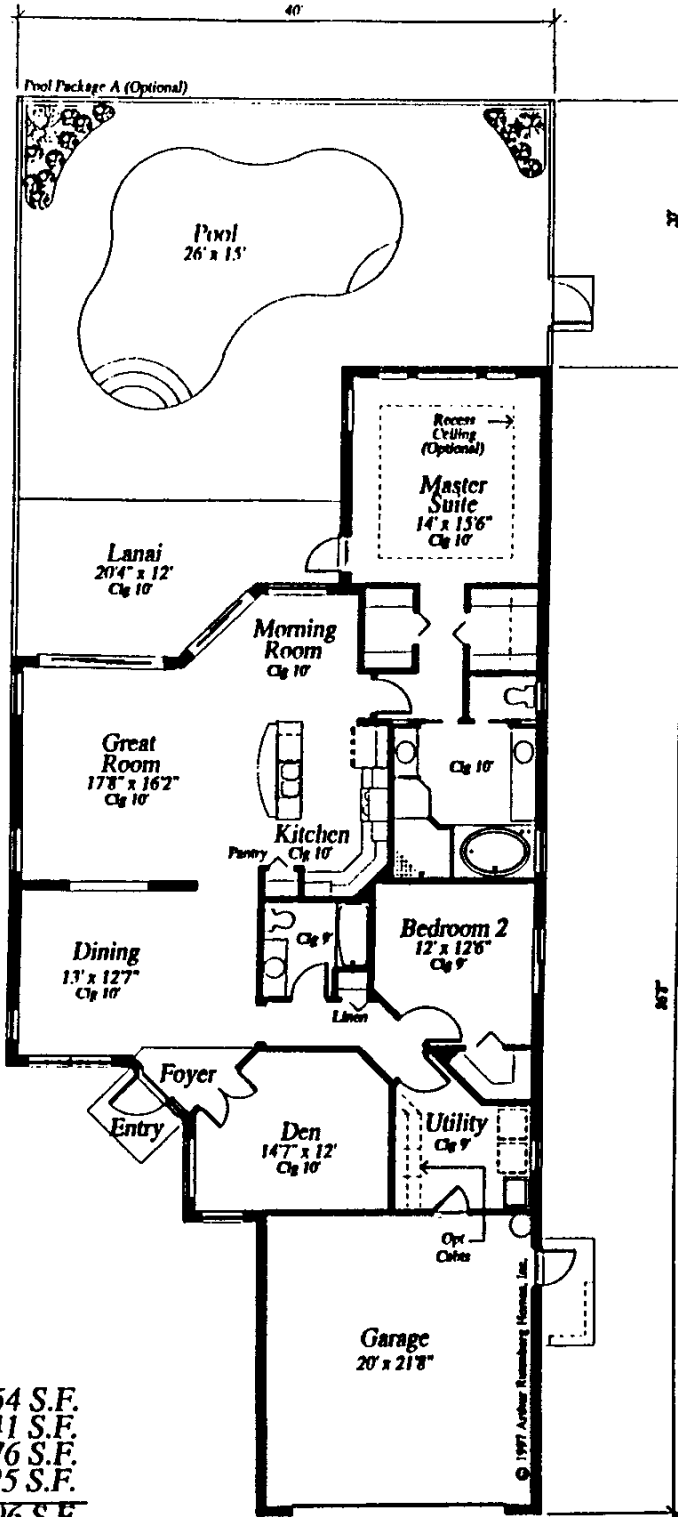 40'
Pool Package A (Optional)
Pool
26' x 15'
Recess
Ceiling
(Optional)
Master
Suite
14' x 15'6"
Clg 10'
Lanai
20'4" x 12'
Clg 10'
Morning
Room
Clg 10'
Great
Room
17'8" x 16'2"
Clg 10'
Clg 10'
Kitchen
Clg 10'
Pantry
Clg 9'
Bedroom 2
12' x 12'6"
Clg 9'
Dining
13' x 12'7"
Clg 10'
Linen
Foyer
Entry
Den
14'7" x 12'
Clg 10'
Utility
Clg 9'
Opt
Cabts
Garage
20' x 21'8"
© 1997 Arthur Rutenberg Homes, Inc.
S.F.
S.F.
S.F.
S.F.
S.F.